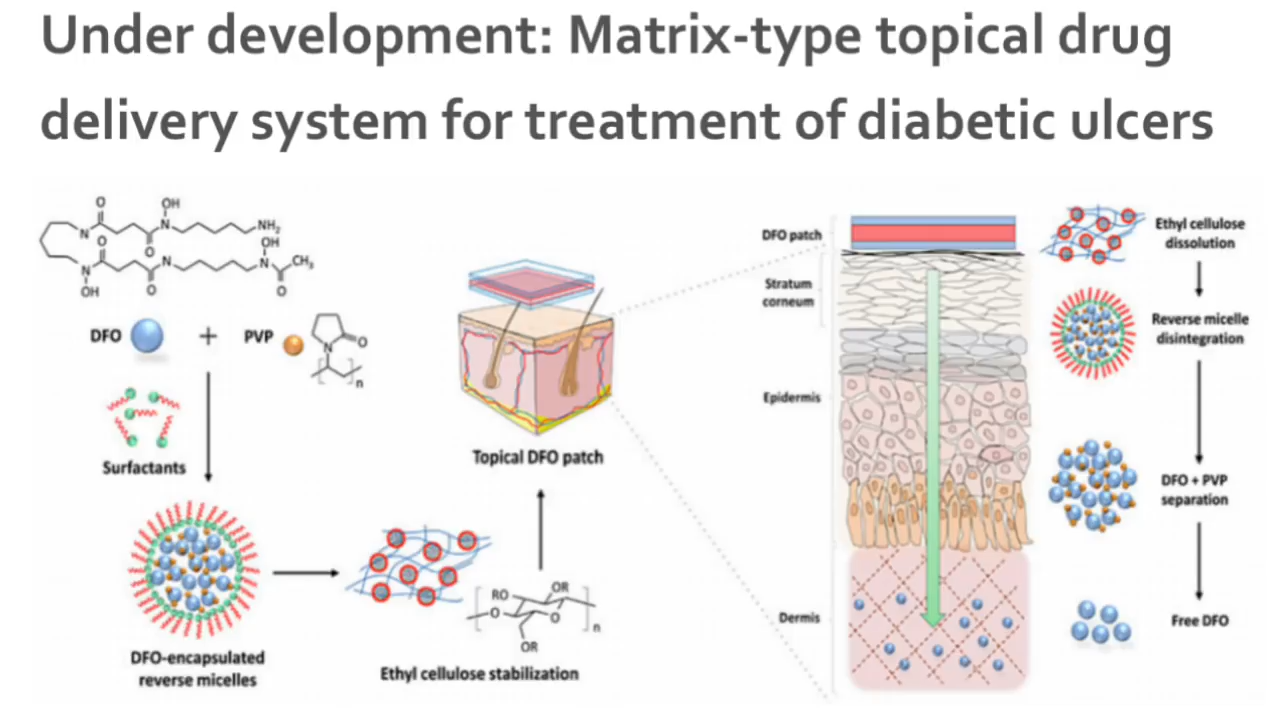 Under development: Matrix-type topical drug
delivery system for treatment of diabetic ulcers
O
OH
N
N
NH₂
O
O
OH
N
N
N
CH₃
OH
O
O
DFO
+
PVP
N
O
n
Surfactants
DFO-encapsulated
reverse micelles
RO
OR
O
O
OR
n
Ethyl cellulose stabilization
Topical DFO patch
DFO patch
Stratum
corneum
Epidermis
Dermis
Ethyl cellulose
dissolution
Reverse micelle
disintegration
DFO + PVP
separation
Free DFO